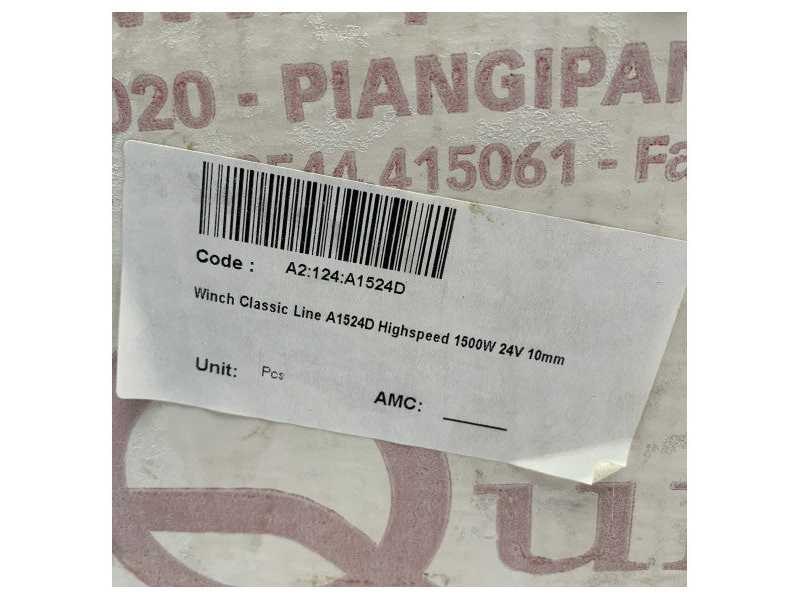 020 - PIANGIPAN
0544 415061 - Fa
Code : A2:124:A1524D
Winch Classic Line A1524D Highspeed 1500W 24V 10mm
Unit: Pcs
AMC: